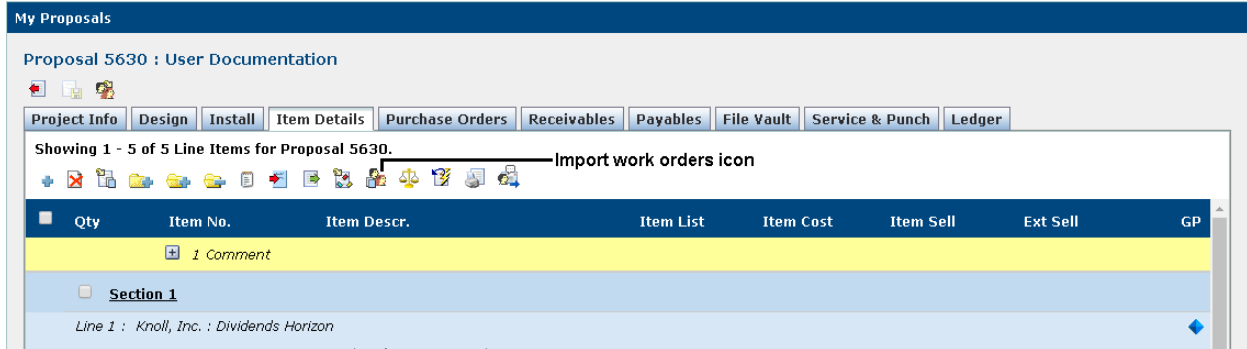 My Proposals
Proposal 5630 : User Documentation
Project Info Design Install Item Details Purchase Orders Receivables Payables File Vault Service & Punch Ledger
Showing 1 - 5 of 5 Line Items for Proposal 5630.
Import work orders icon
Qty Item No. Item Descr. Item List Item Cost Item Sell Ext Sell GP
1 Comment
Section 1
Line 1 : Knoll, Inc. : Dividends Horizon